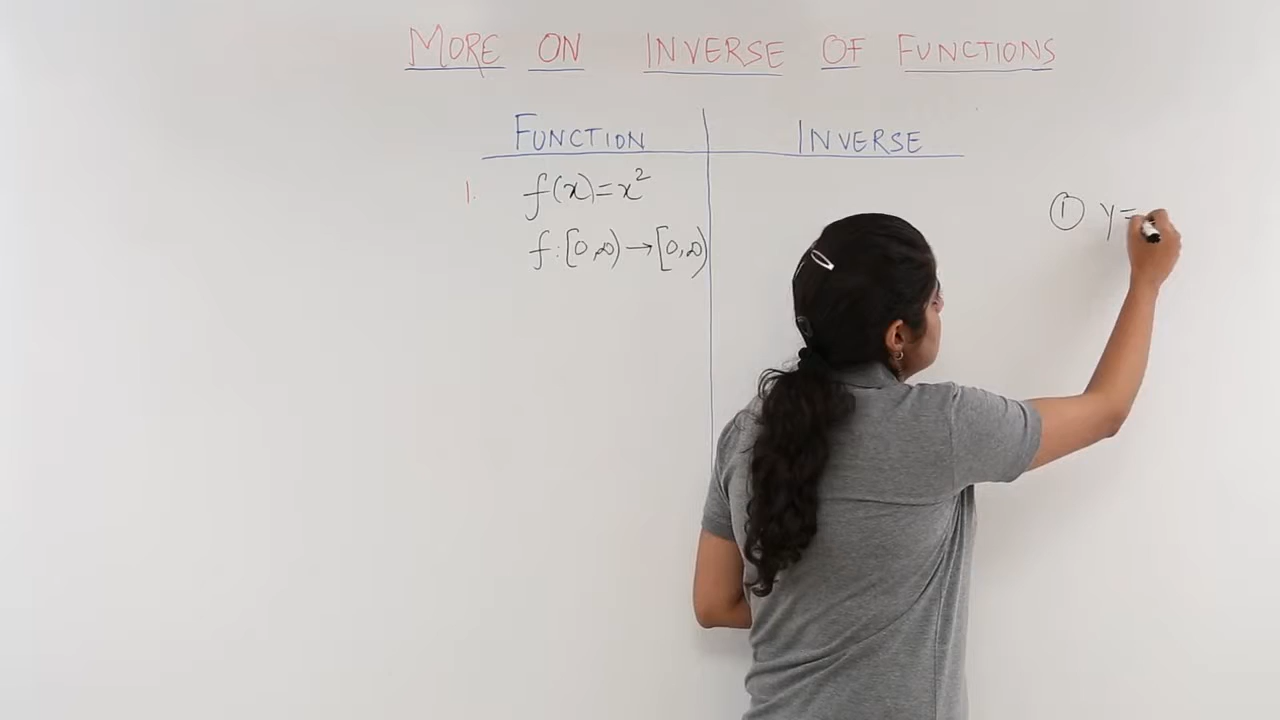 MORE ON INVERSE OF FUNCTIONS
FUNCTION INVERSE
1. f(x)=x²
f:[0,∞)→[0,∞)
① y=